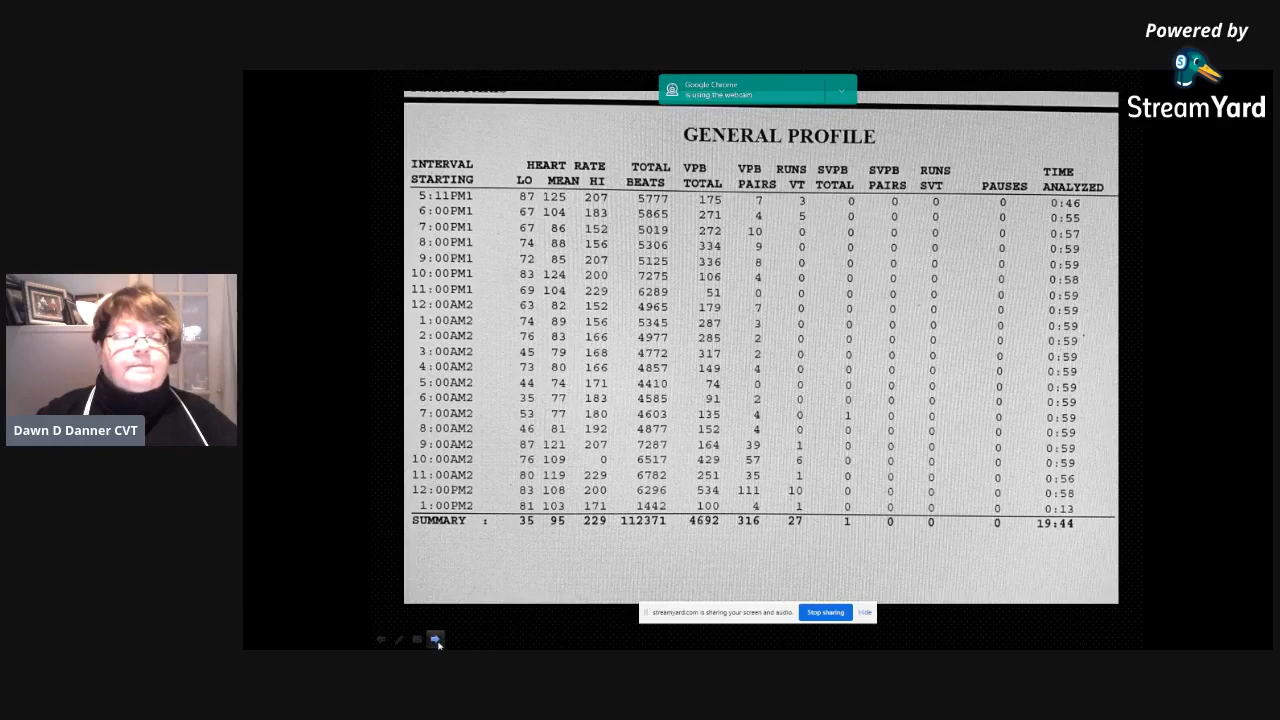 Powered by
StreamYard
Google Chrome
is using the webcam
GENERAL PROFILE
INTERVAL HEART RATE TOTAL VPB VPB RUNS SVPB SVPB RUNS TIME
STARTING LO MEAN HI BEATS TOTAL PAIRS VT TOTAL PAIRS SVT PAUSES ANALYZED
5:11PM1 87 125 207 5777 175 7 3 0 0 0 0 0:46
6:00PM1 67 104 183 5865 271 4 5 0 0 0 0 0:55
7:00PM1 67 86 152 5019 272 10 0 0 0 0 0 0:57
8:00PM1 74 88 156 5306 334 9 0 0 0 0 0 0:59
9:00PM1 72 85 207 5125 336 8 0 0 0 0 0 0:59
10:00PM1 83 124 200 7275 106 4 0 0 0 0 0 0:58
11:00PM1 69 104 229 6289 51 0 0 0 0 0 0 0:59
12:00AM2 63 82 152 4965 179 7 0 0 0 0 0 0:59
1:00AM2 74 89 156 5345 287 3 0 0 0 0 0 0:59
2:00AM2 76 83 166 4977 285 2 0 0 0 0 0 0:59
3:00AM2 45 79 168 4772 317 2 0 0 0 0 0 0:59
4:00AM2 73 80 166 4857 149 4 0 0 0 0 0 0:59
5:00AM2 44 74 171 4410 74 0 0 0 0 0 0 0:59
6:00AM2 35 77 183 4585 91 2 0 0 0 0 0 0:59
7:00AM2 53 77 180 4603 135 4 0 1 0 0 0 0:59
8:00AM2 46 81 192 4877 152 4 0 0 0 0 0 0:59
9:00AM2 87 121 207 7287 164 39 1 0 0 0 0 0:59
10:00AM2 76 109 0 6517 429 57 6 0 0 0 0 0:59
11:00AM2 80 119 229 6782 251 35 1 0 0 0 0 0:56
12:00PM2 83 108 200 6296 534 111 10 0 0 0 0 0:58
1:00PM2 81 103 171 1442 100 4 1 0 0 0 0 0:13
SUMMARY : 35 95 229 112371 4692 316 27 1 0 0 0 19:44
Dawn D Danner CVT
streamyard.com is sharing your screen and audio. Stop sharing Hide